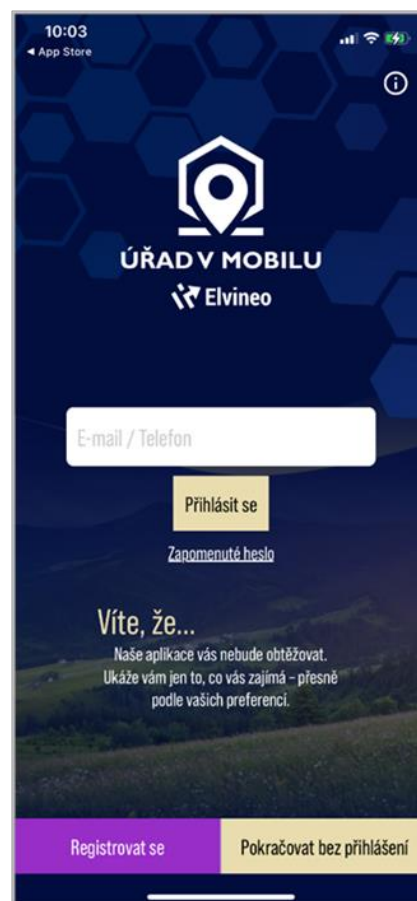 10:03
◄ App Store
ÚŘAD V MOBILU
Elvineo
E-mail / Telefon
Přihlásit se
Zapomenuté heslo
Víte, že...
Naše aplikace vás nebude obtěžovat.
Ukáže vám jen to, co vás zajímá – přesně
podle vašich preferencí.
Registrovat se
Pokračovat bez přihlášení